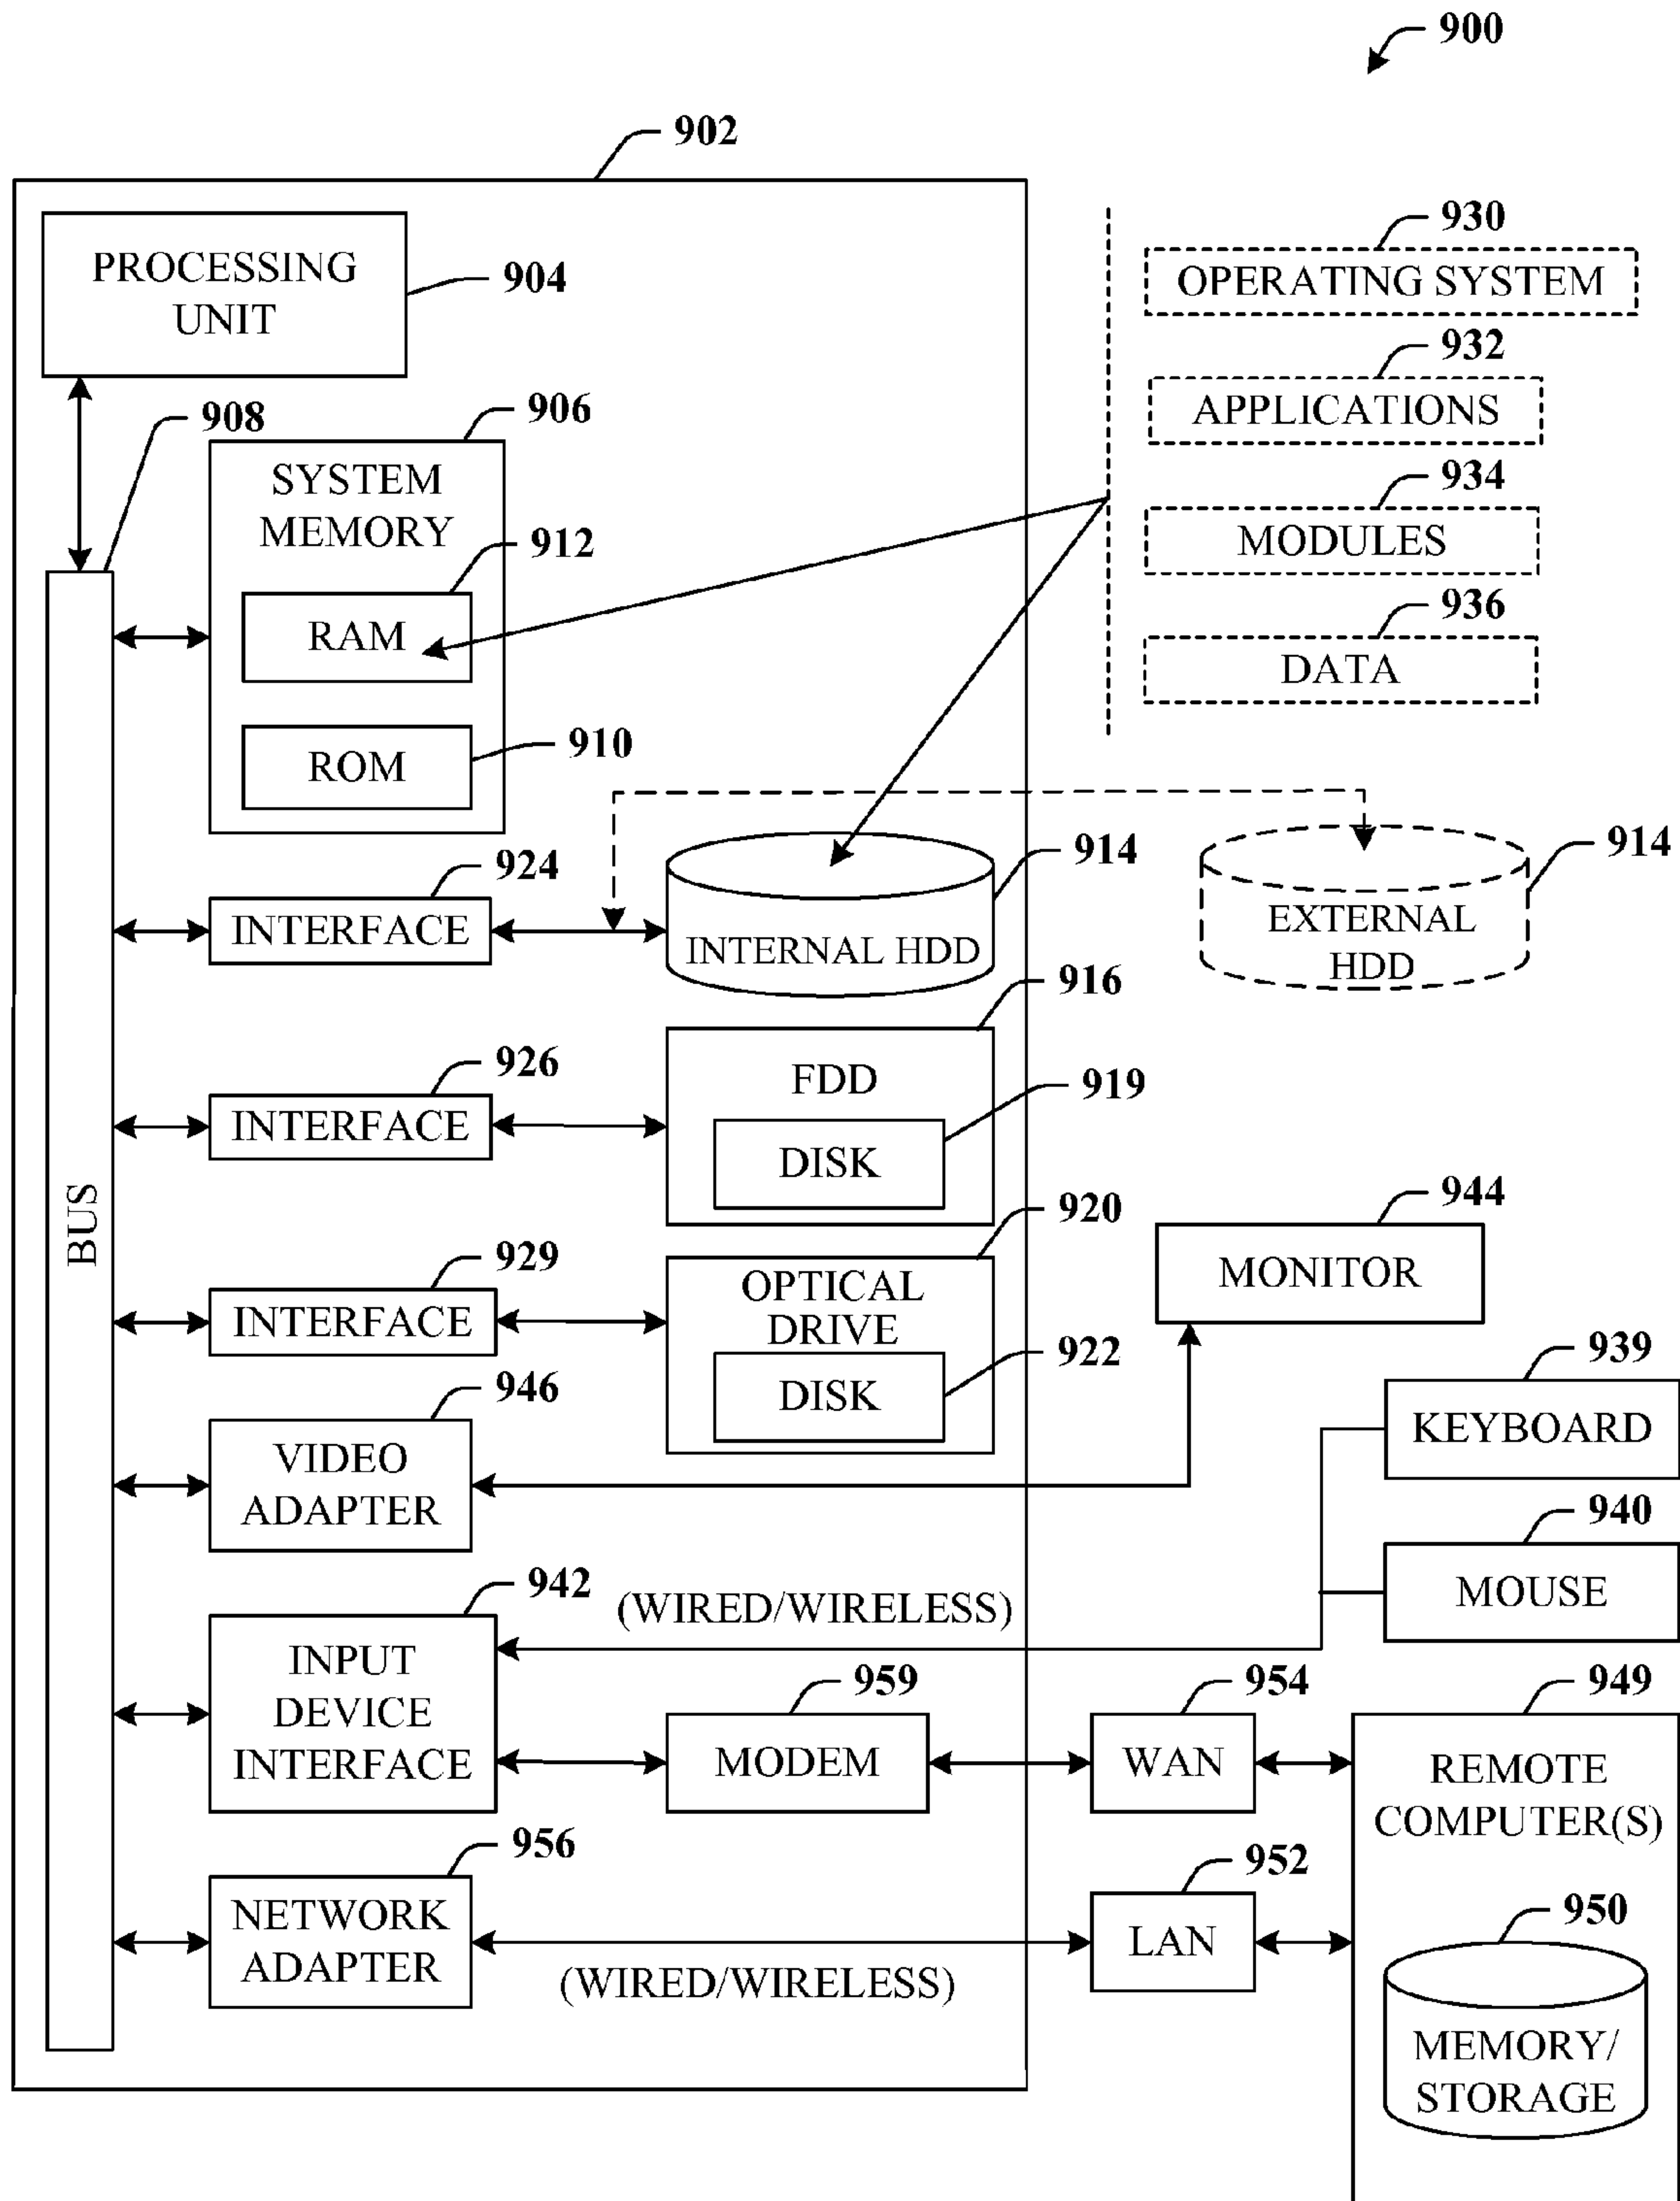 900
902
PROCESSING
UNIT
904
930
OPERATING SYSTEM
932
APPLICATIONS
934
MODULES
936
DATA
908
906
SYSTEM
MEMORY
912
RAM
910
ROM
BUS
924
INTERFACE
914
INTERNAL HDD
914
EXTERNAL
HDD
926
INTERFACE
916
FDD
919
DISK
929
INTERFACE
920
OPTICAL
DRIVE
922
DISK
944
MONITOR
946
VIDEO
ADAPTER
939
KEYBOARD
940
MOUSE
942
INPUT
DEVICE
INTERFACE
(WIRED/WIRELESS)
959
MODEM
954
WAN
949
REMOTE
COMPUTER(S)
956
NETWORK
ADAPTER
(WIRED/WIRELESS)
952
LAN
950
MEMORY/
STORAGE